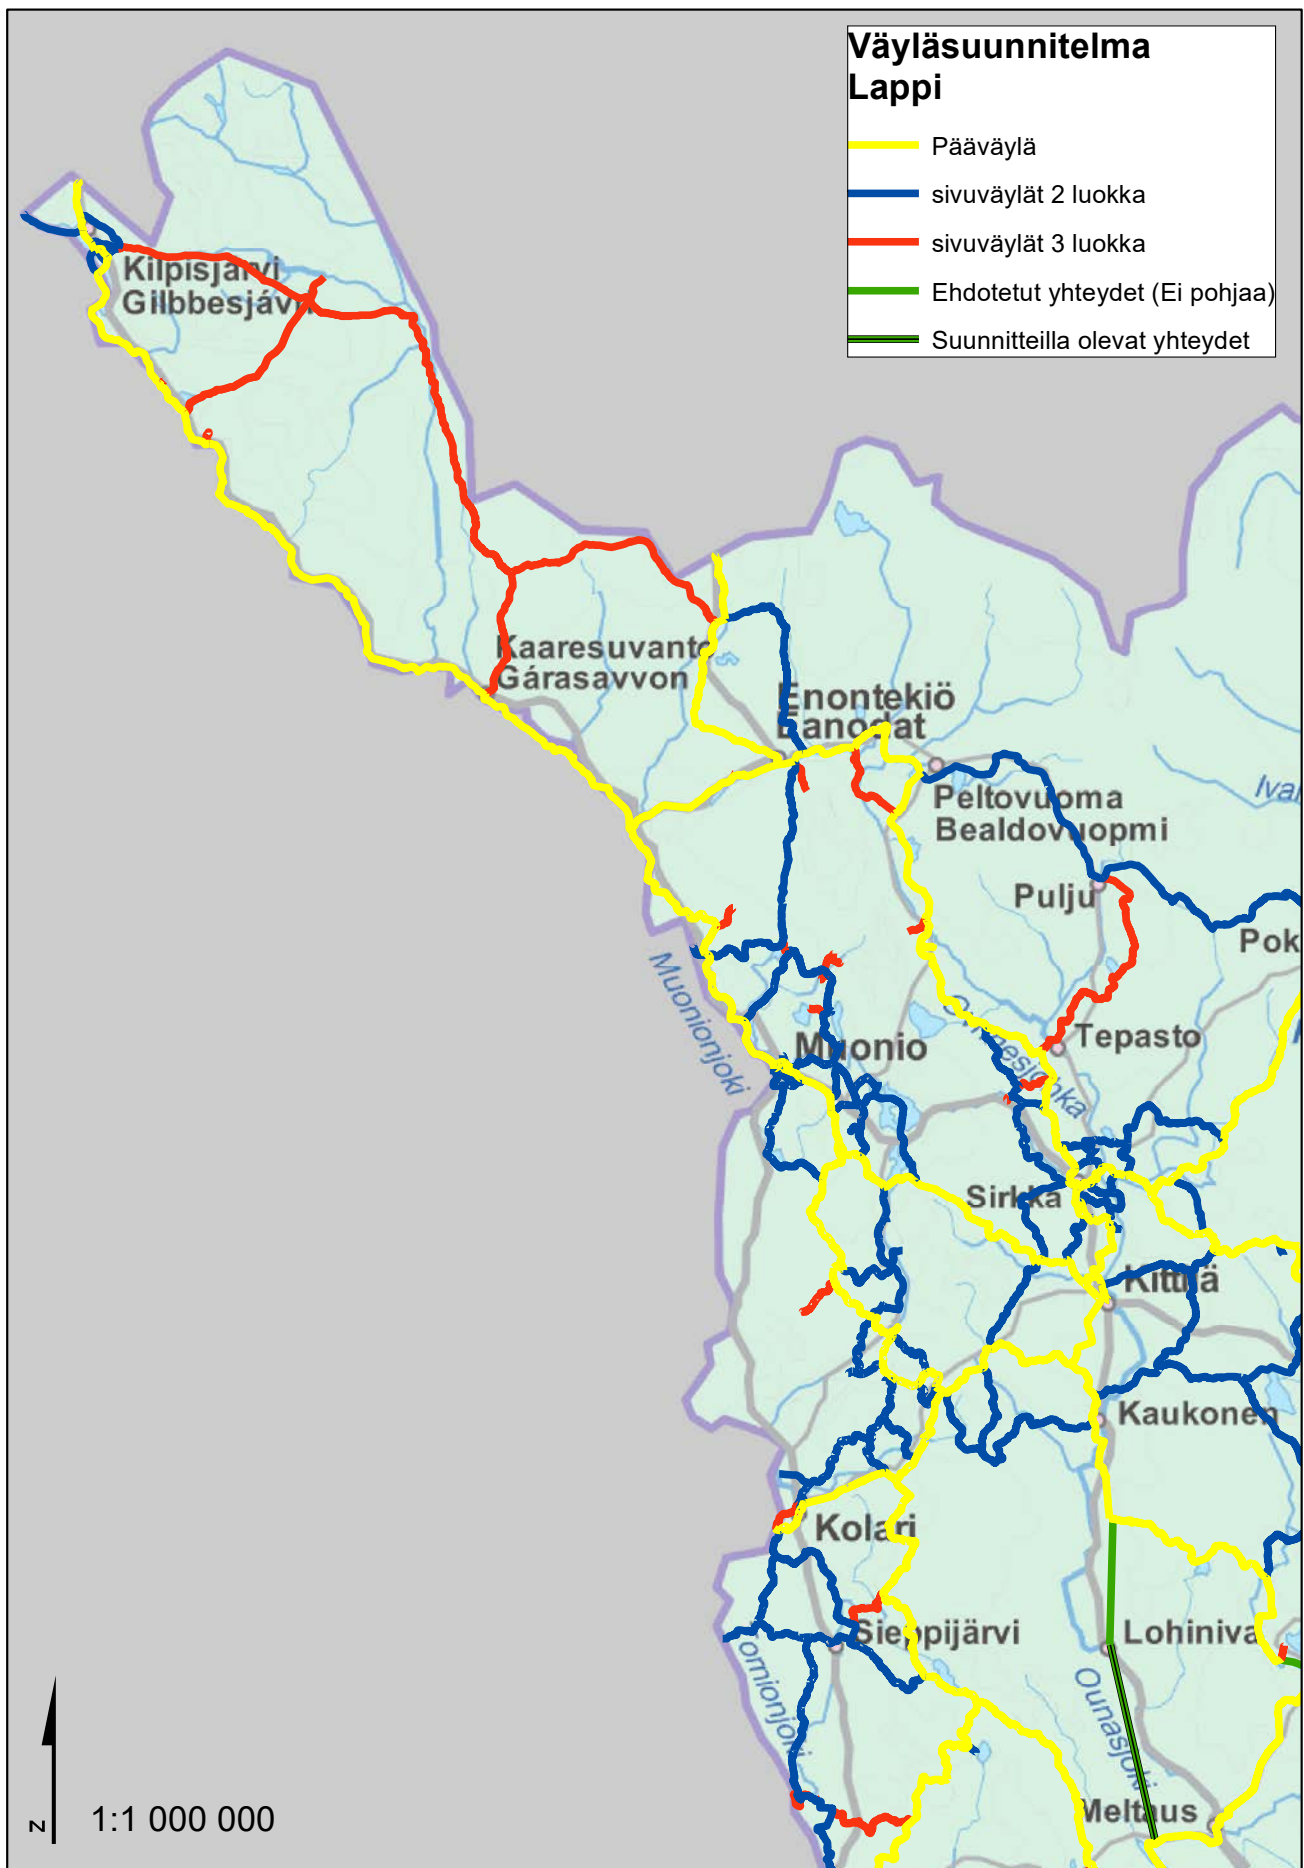 Väyläsuunnitelma
Lappi
Pääväylä
sivuväylät 2 luokka
sivuväylät 3 luokka
Ehdotetut yhteydet (Ei pohjaa)
Suunnitteilla olevat yhteydet
Kilpisjärvi
Gilbbesjávri
Kaaresuvanto
Gárasavvon
Enontekiö
Eanodat
Peltovuoma
Bealdovuopmi
Ival
Pulju
Pok
Muonionjoki
Muonio
Ounasjoki
Tepasto
Sirkka
Kittilä
Kaukonen
Kolari
Sieppijärvi
Lohiniva
Tornionjoki
Ounasjoki
Meltaus
N
1:1 000 000